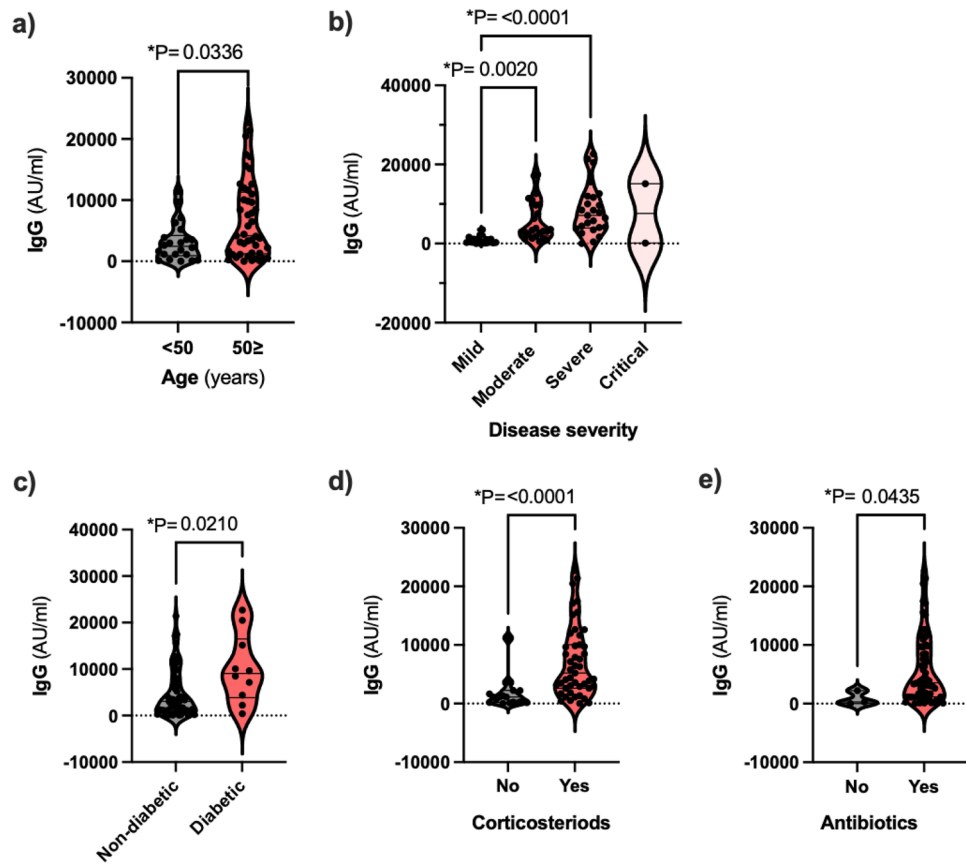 a)
*P= 0.0336
30000
20000
10000
0
-10000
IgG (AU/ml)
<50 50≥
Age (years)
b)
*P= <0.0001
*P= 0.0020
40000
20000
0
-20000
IgG (AU/ml)
Mild
Moderate
Severe
Critical
Disease severity
c)
*P= 0.0210
40000
30000
20000
10000
0
-10000
IgG (AU/ml)
Non-diabetic
Diabetic
d)
*P= <0.0001
30000
20000
10000
0
-10000
IgG (AU/ml)
No Yes
Corticosteriods
e)
*P= 0.0435
30000
20000
10000
0
-10000
IgG (AU/ml)
No Yes
Antibiotics